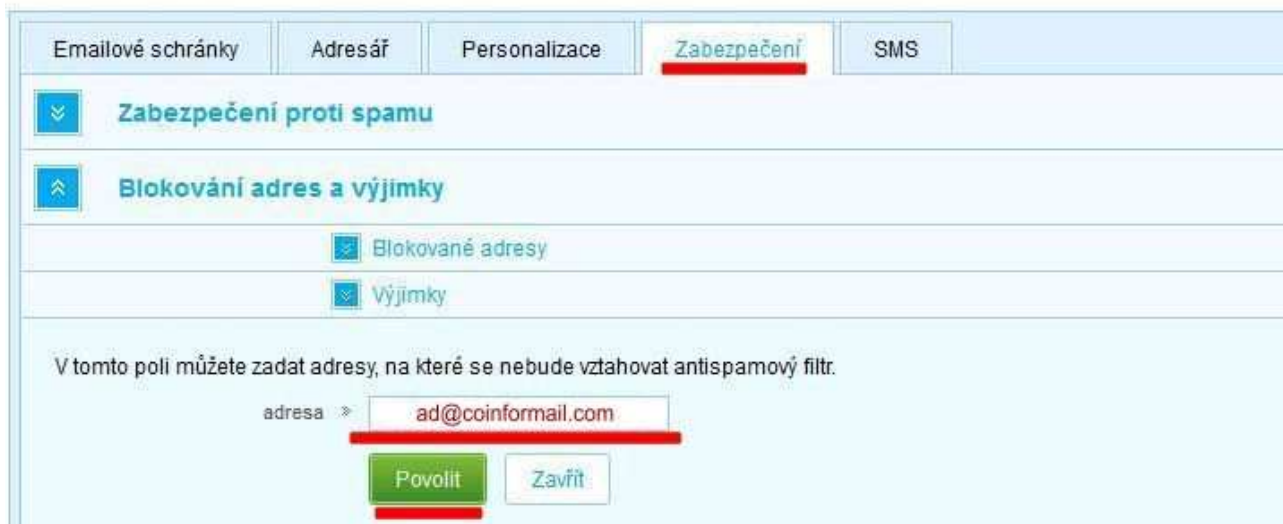 Emailové schránky Adresář Personalizace Zabezpečení SMS
Zabezpečení proti spamu
Blokování adres a výjimky
Blokované adresy
Výjimky
V tomto poli můžete zadat adresy, na které se nebude vztahovat antispamový filtr.
adresa » ad@coinformail.com
Povolit Zavřít